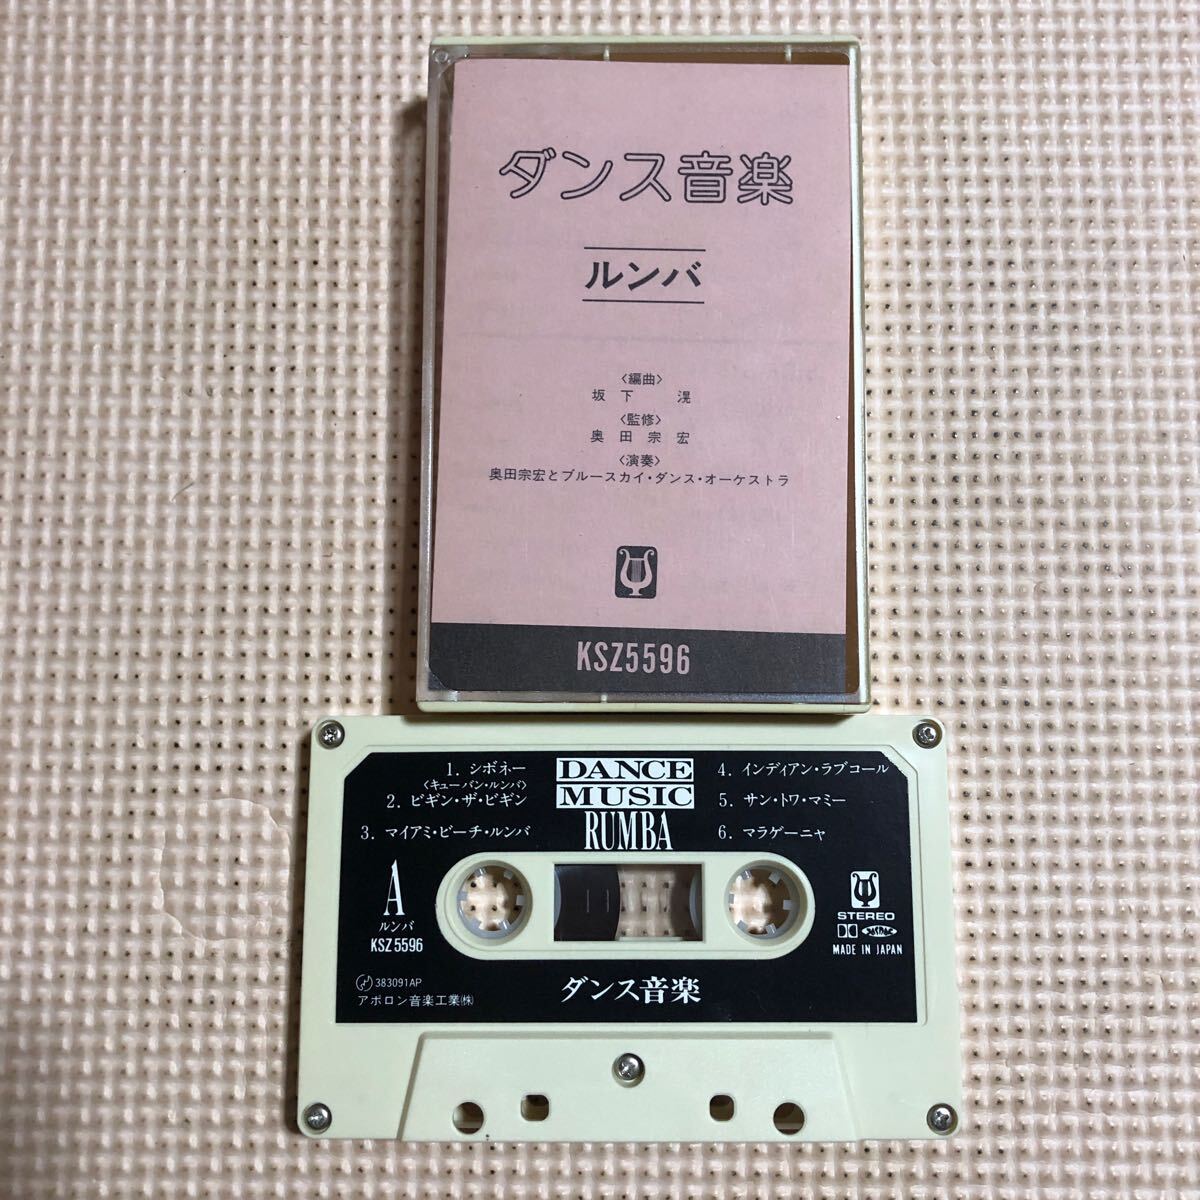 ダンス音楽
ルンバ
〈編曲〉
坂下 滉
〈監修〉
奥田宗宏
〈演奏〉
奥田宗宏とブルースカイ・ダンス・オーケストラ
KSZ5596
1. シボネー
〈キューバン・ルンバ〉
2. ビギン・ザ・ビギン
3. マイアミ・ビーチ・ルンバ
DANCE
MUSIC
RUMBA
4. インディアン・ラブコール
5. サン・トワ・マミー
6. マラゲーニャ
A
ルンバ
KSZ5596
383091AP
アポロン音楽工業㈱
ダンス音楽
STEREO
MADE IN JAPAN